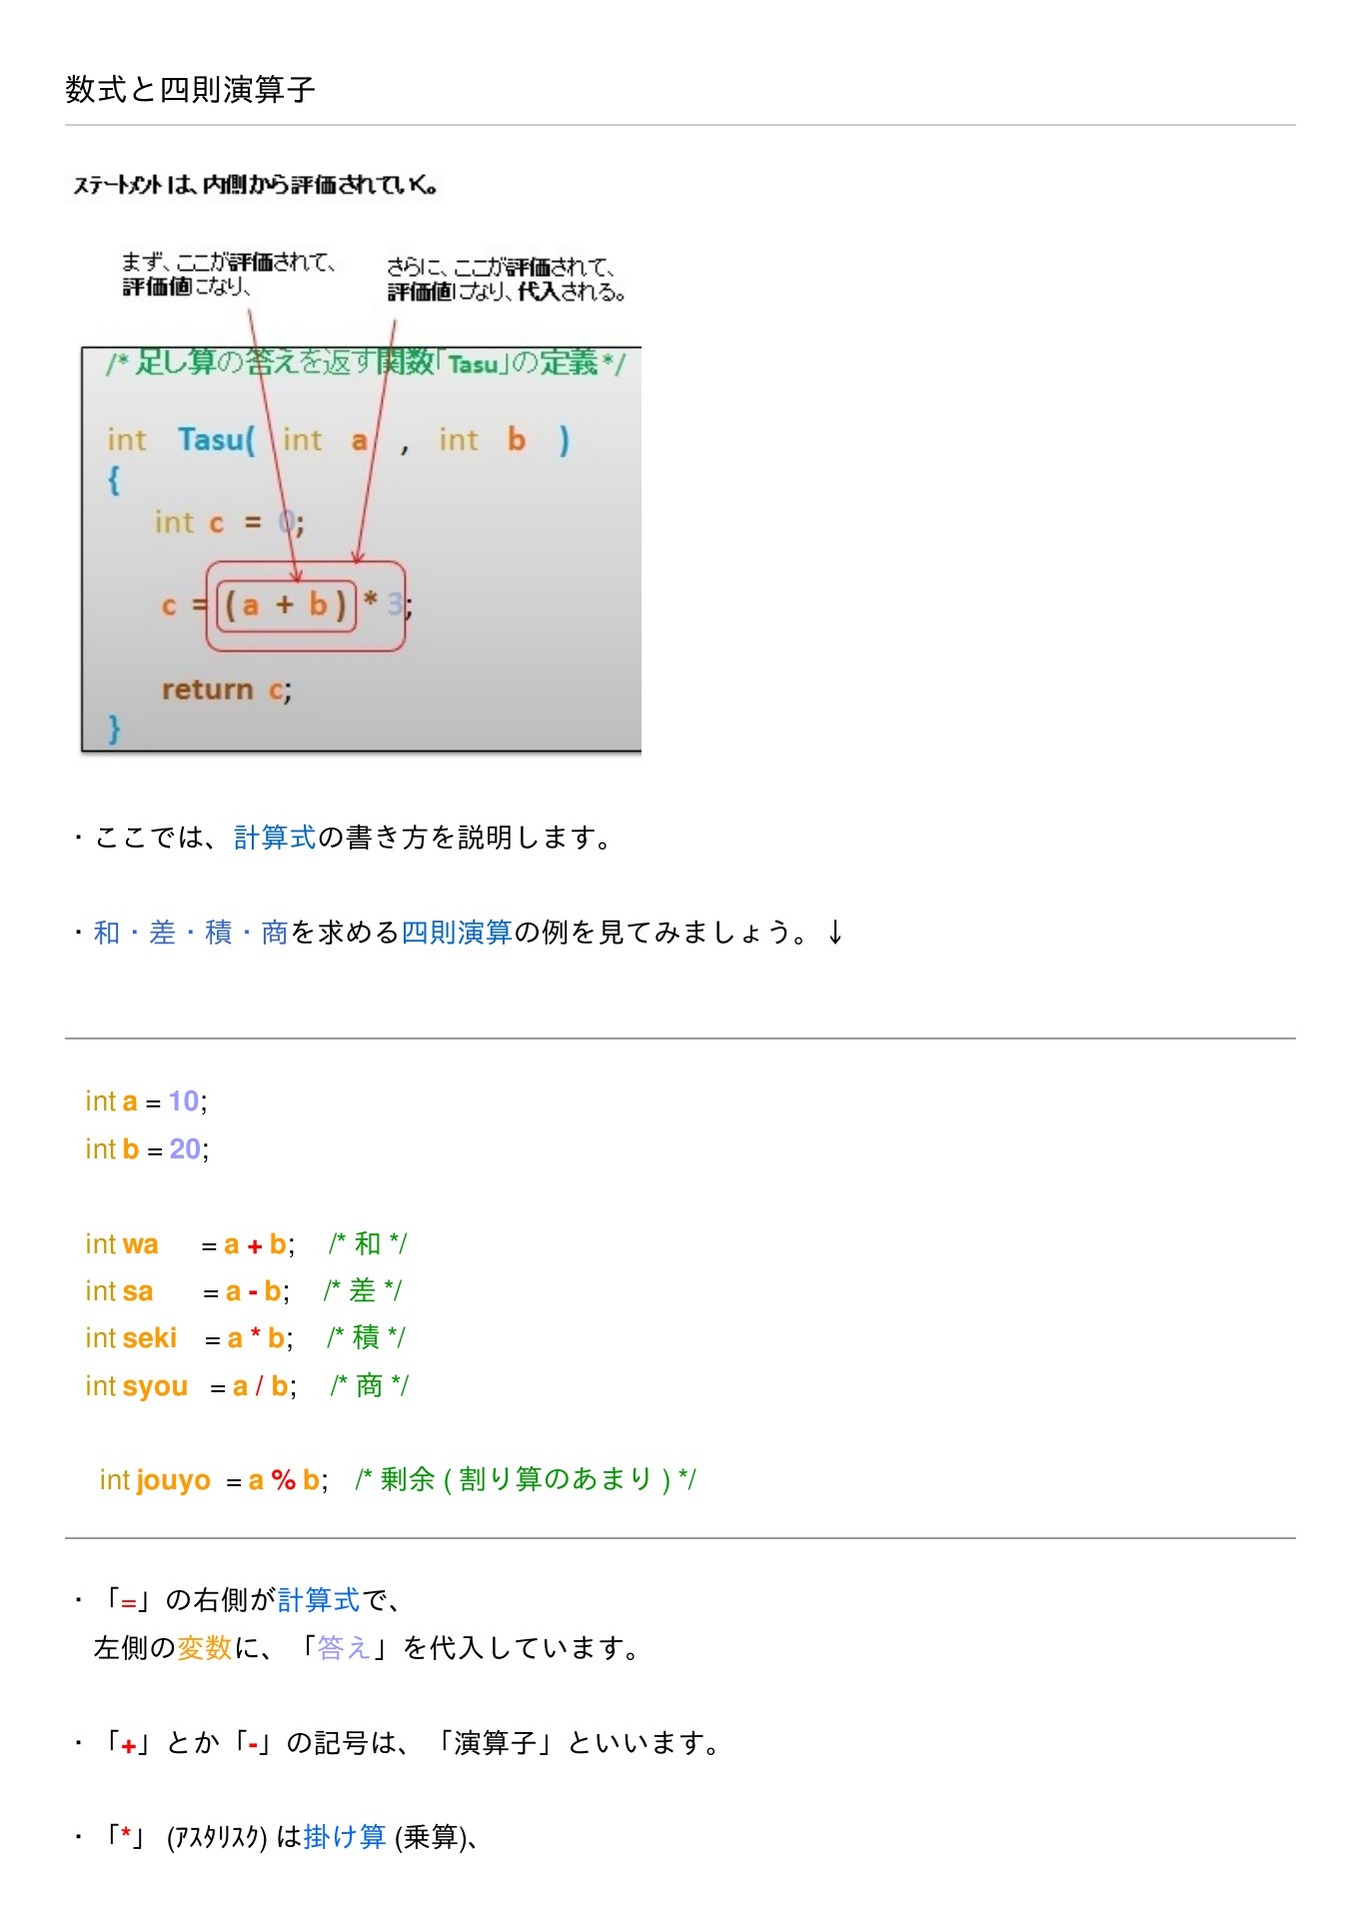 数式と四則演算子
ステートメントは、内側から評価されていく。
まず、ここが評価されて、
評価値になり、
さらに、ここが評価されて、
評価値になり、代入される。
/* 足し算の答えを返す関数「Tasu」の定義 */
int Tasu( int a , int b )
{
int c = 0;
c = (a + b) * 3;
return c;
}
・ここでは、計算式の書き方を説明します。
・和・差・積・商を求める四則演算の例を見てみましょう。↓
int a = 10;
int b = 20;
int wa = a + b; /* 和 */
int sa = a - b; /* 差 */
int seki = a * b; /* 積 */
int syou = a / b; /* 商 */
int jouyo = a % b; /* 剰余 ( 割り算のあまり ) */
・「=」の右側が計算式で、
左側の変数に、「答え」を代入しています。
・「+」とか「-」の記号は、「演算子」といいます。
・「*」 (ｱｽﾀﾘｽｸ) は掛け算 (乗算)、